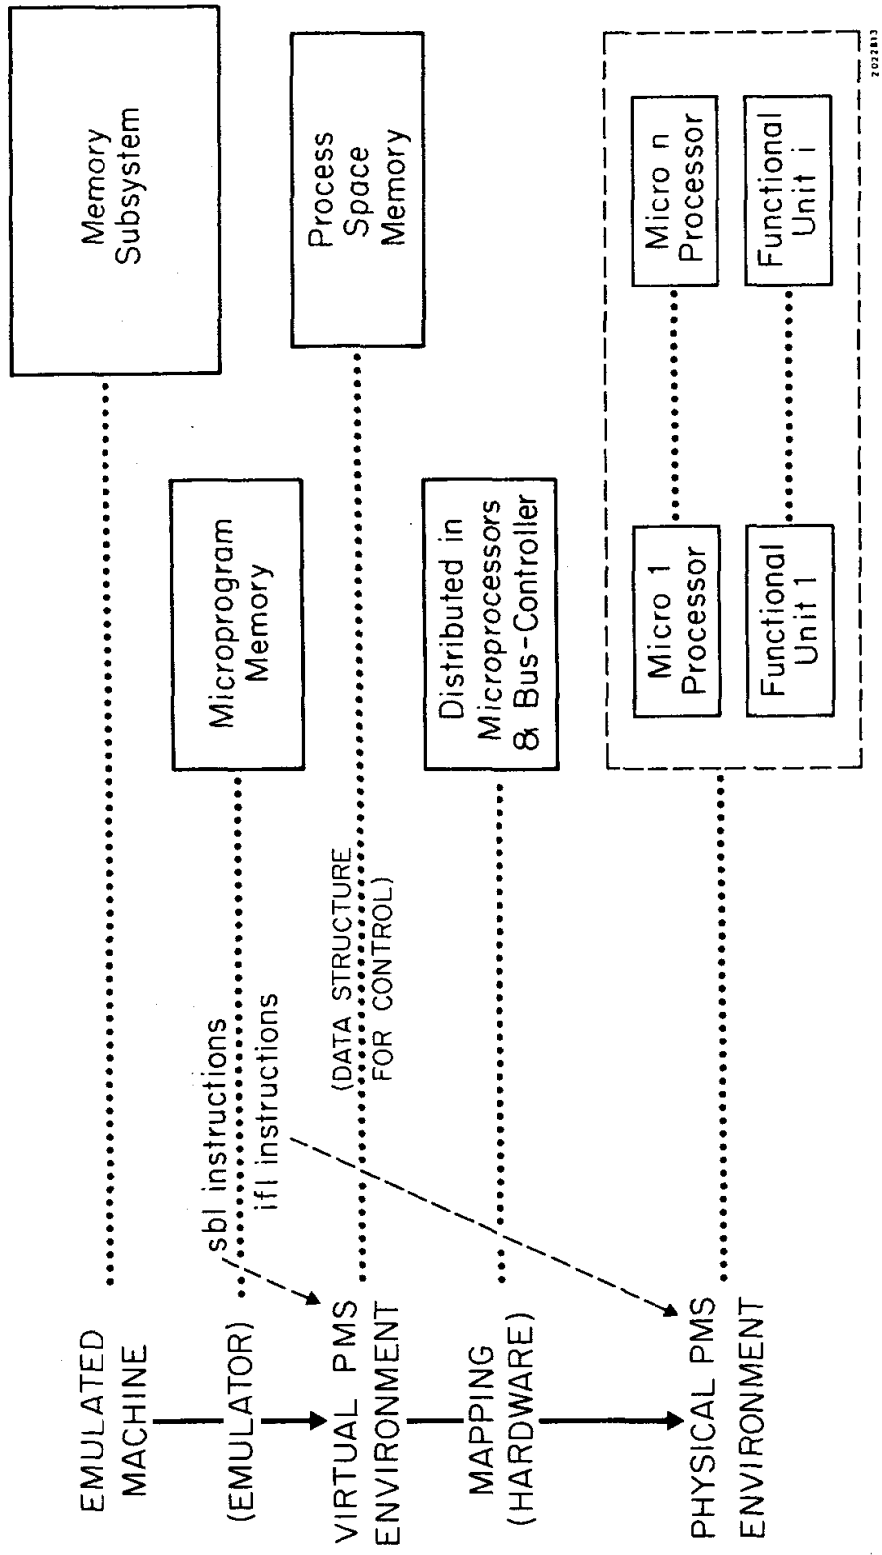 EMULATED
MACHINE
Memory
Subsystem
(EMULATOR)
sbl instructions
ifl instructions
Microprogram
Memory
VIRTUAL PMS
ENVIRONMENT
(DATA STRUCTURE
FOR CONTROL)
Process
Space
Memory
MAPPING
(HARDWARE)
Distributed in
Microprocessors
& Bus-Controller
PHYSICAL PMS
ENVIRONMENT
Micro 1
Processor
Micro n
Processor
Functional
Unit 1
Functional
Unit i
2022B13